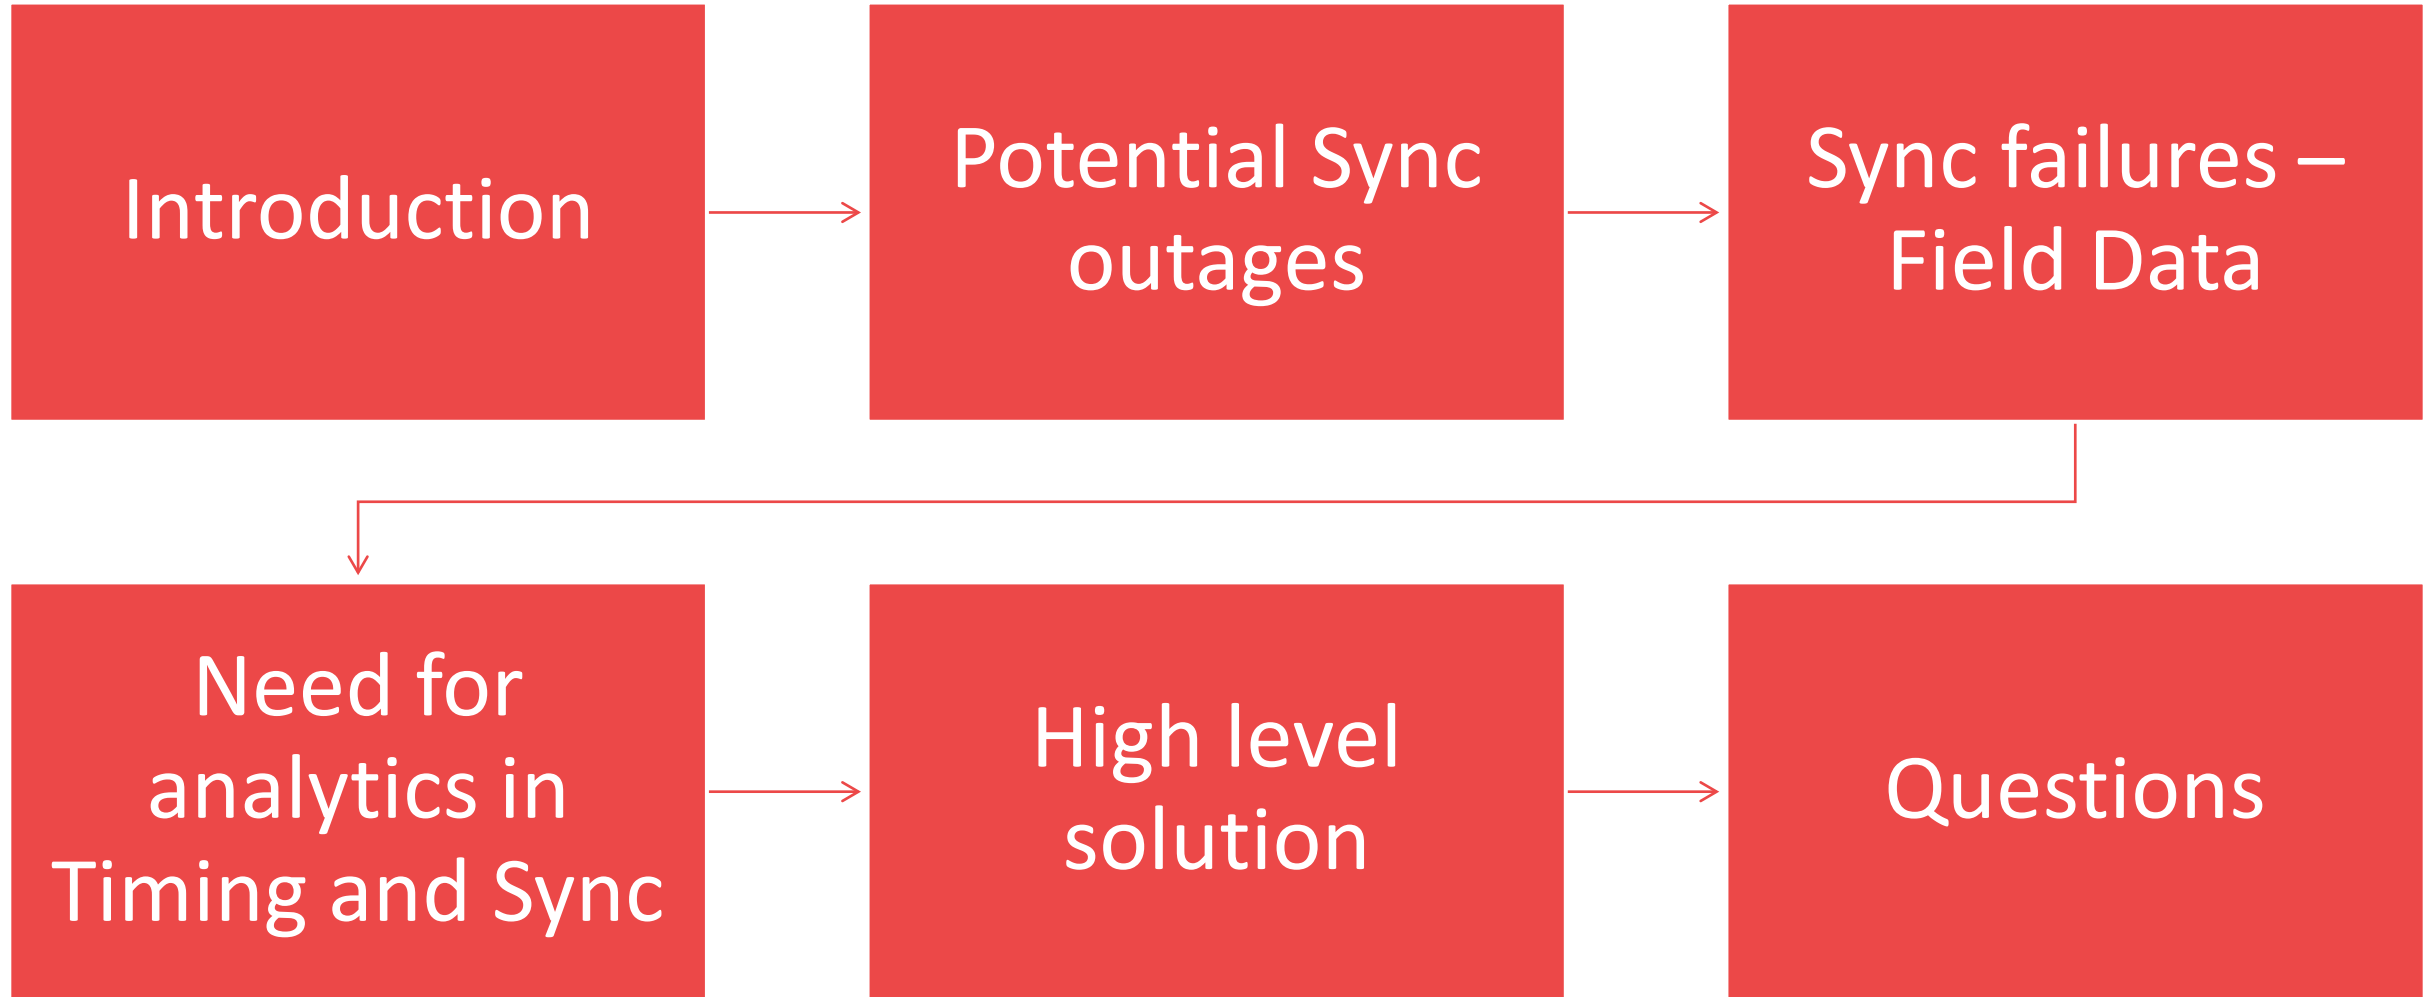 Introduction
Potential Sync
outages
Sync failures –
Field Data
Need for
analytics in
Timing and Sync
High level
solution
Questions